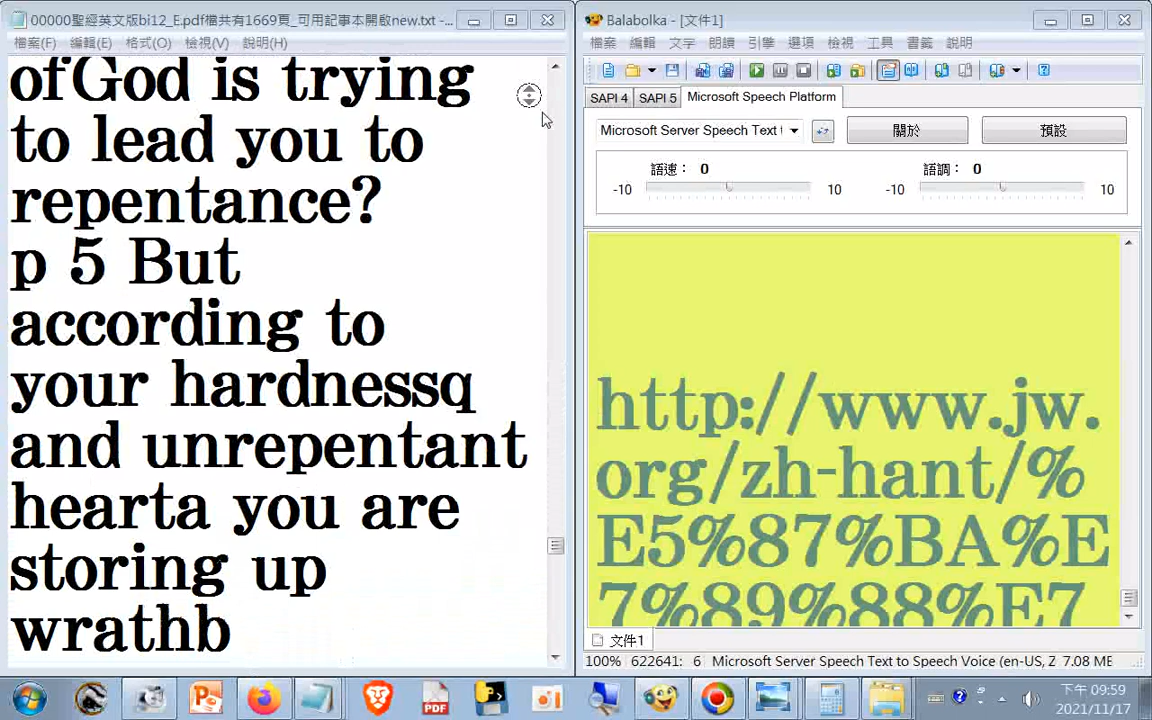 00000聖經英文版bi12_E.pdf檔共有1669頁_可用記事本開啟new.txt -...
檔案(F) 編輯(E) 格式(O) 檢視(V) 說明(H)
ofGod is trying
to lead you to
repentance?
p 5 But
according to
your hardnessq
and unrepentant
hearta you are
storing up
wrathb
Balabolka - [文件1]
檔案 編輯 文字 朗讀 引擎 選項 檢視 工具 書籤 說明
SAPI 4 SAPI 5 Microsoft Speech Platform
Microsoft Server Speech Text 關於 預設
語速： 0 語調： 0
-10 10 -10 10
http://www.jw.
org/zh-hant/%
E5%87%BA%E
7%89%88%E7
文件1
100% 622641: 6 Microsoft Server Speech Text to Speech Voice (en-US, Z 7.08 MB
PDF
下午 09:59
2021/11/17